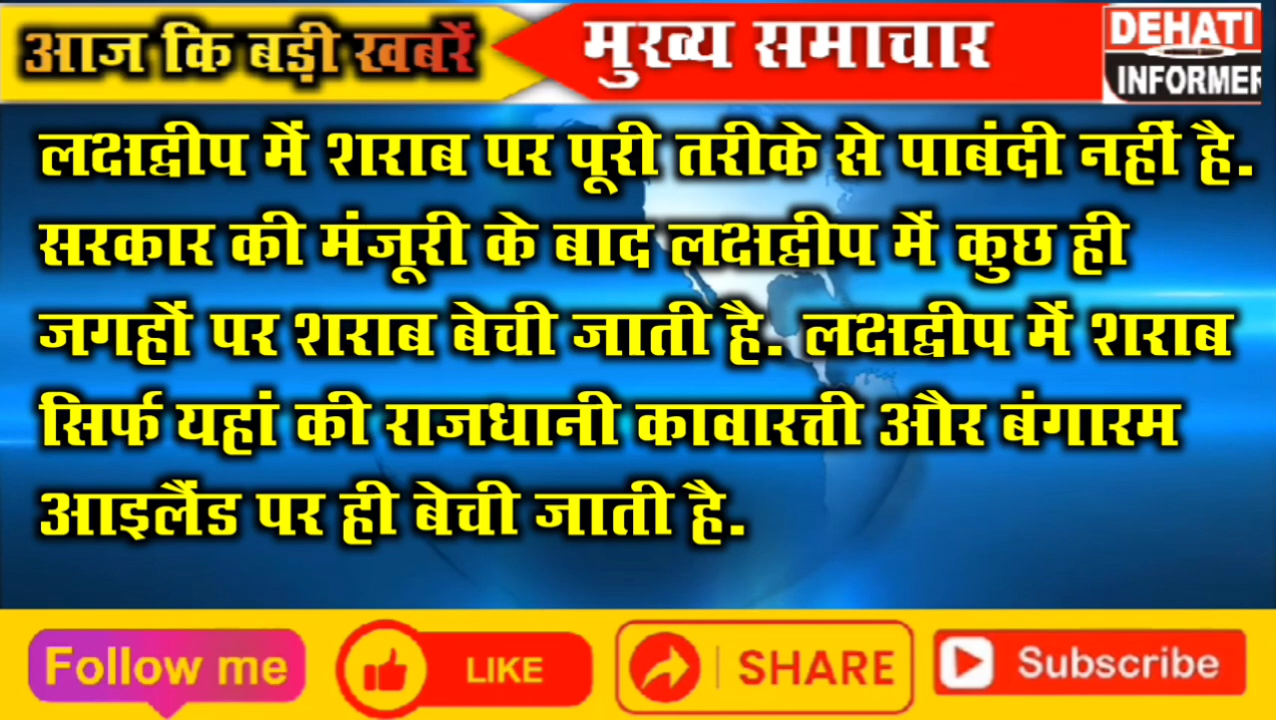 आज कि बड़ी खबरें
मुख्य समाचार
DEHATI
INFORMER
लक्षद्वीप में शराब पर पूरी तरीके से पाबंदी नहीं है.
सरकार की मंजूरी के बाद लक्षद्वीप में कुछ ही
जगहों पर शराब बेची जाती है. लक्षद्वीप में शराब
सिर्फ यहां की राजधानी कावारत्ती और बंगारम
आइलैंड पर ही बेची जाती है.
Follow me
LIKE
SHARE
Subscribe